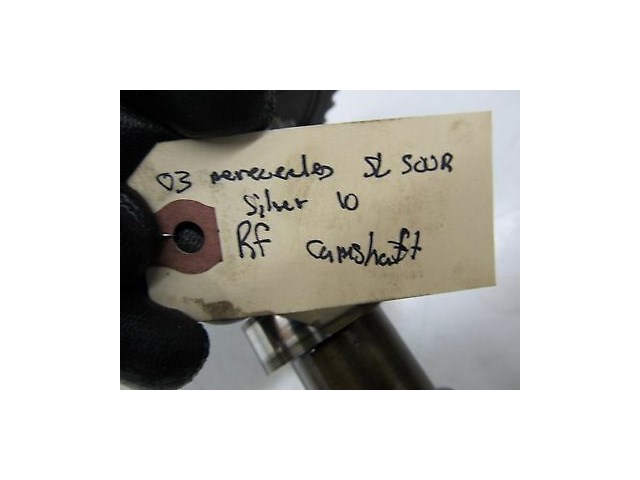 03 mercedes SL 500R
Silver 10
Rf camshaft